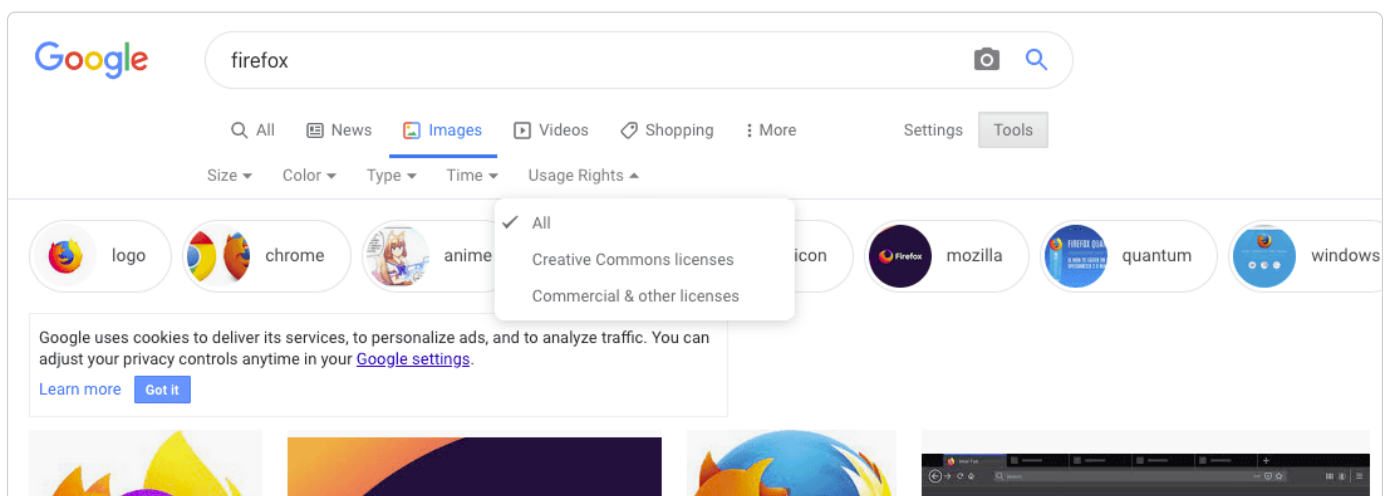 Google
firefox
All News Images Videos Shopping More Settings Tools
Size Color Type Time Usage Rights
All
Creative Commons licenses
Commercial & other licenses
logo chrome anime icon Firefox mozilla quantum windows
Google uses cookies to deliver its services, to personalize ads, and to analyze traffic. You can
adjust your privacy controls anytime in your Google settings.
Learn more Got it